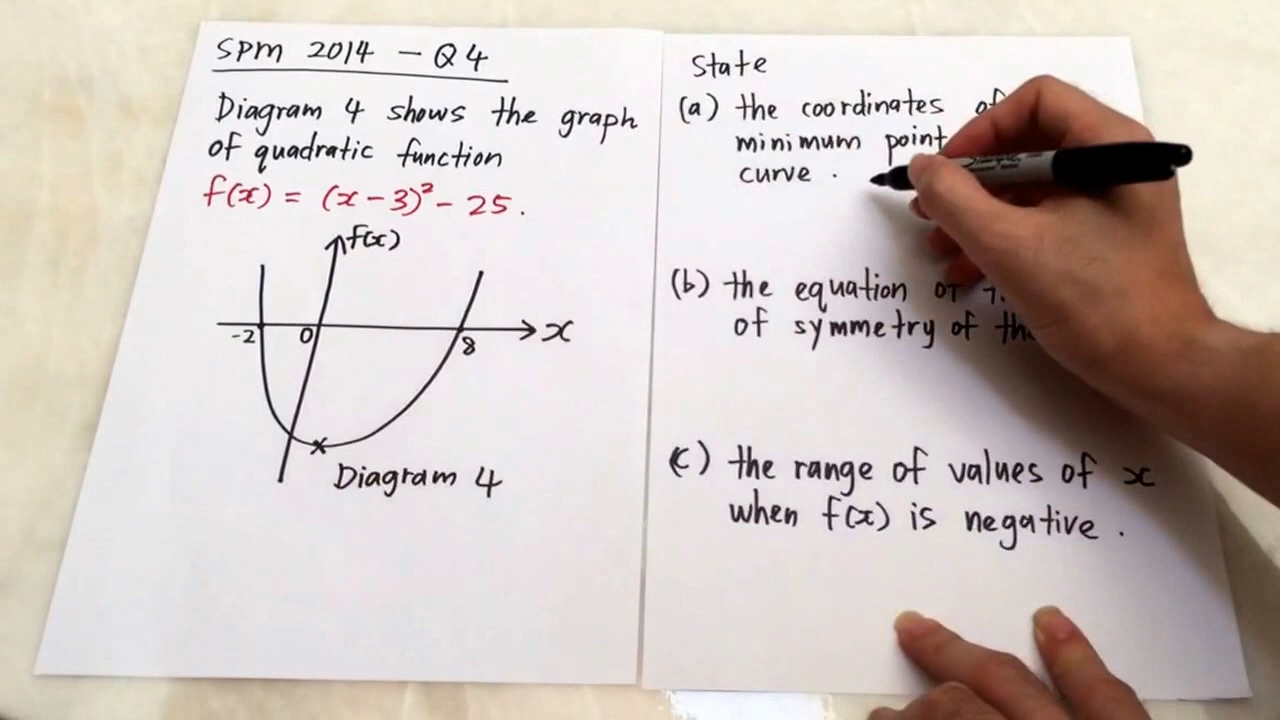 SPM 2014 - Q4
Diagram 4 shows the graph
of quadratic function
f(x) = (x-3)² - 25.
f(x)
-2 0 8 x
Diagram 4
State
(a) the coordinates of
minimum point
curve.
(b) the equation of
of symmetry of
(c) the range of values of x
when f(x) is negative.